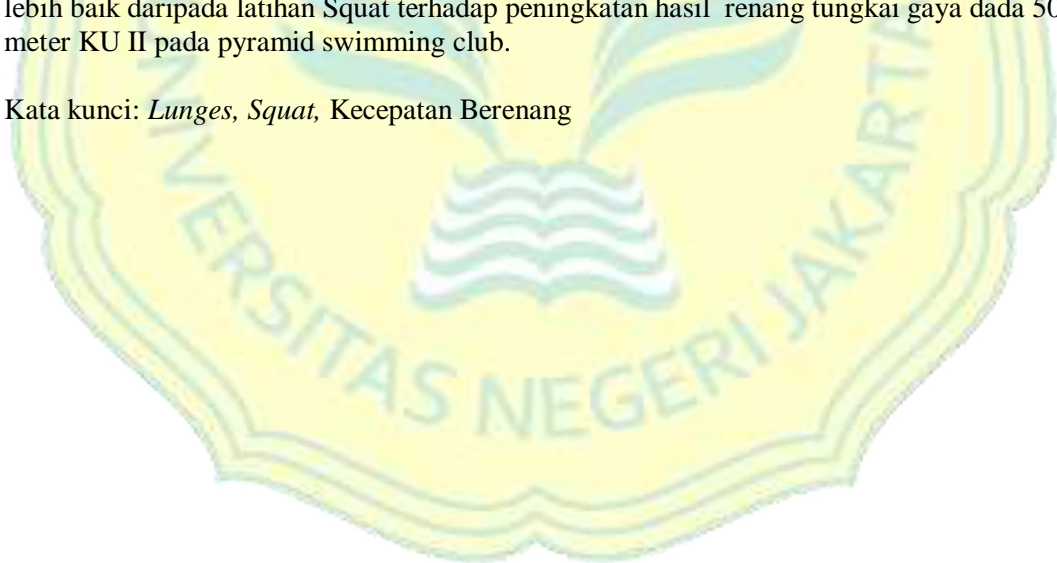 lebih baik daripada latihan Squat terhadap peningkatan hasil renang tungkai gaya dada 50
meter KU II pada pyramid swimming club.
Kata kunci: Lunges, Squat, Kecepatan Berenang
NIVERSITAS NEGERI JAKARTA